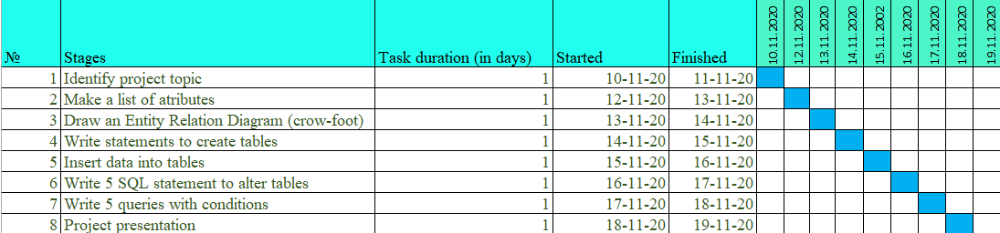 № Stages Task duration (in days) Started Finished 10.11.2020 12.11.2020 13.11.2020 14.11.2020 15.11.2002 16.11.2020 17.11.2020 18.11.2020 19.11.2020
1 Identify project topic 1 10-11-20 11-11-20
2 Make a list of atributes 1 12-11-20 13-11-20
3 Draw an Entity Relation Diagram (crow-foot) 1 13-11-20 14-11-20
4 Write statements to create tables 1 14-11-20 15-11-20
5 Insert data into tables 1 15-11-20 16-11-20
6 Write 5 SQL statement to alter tables 1 16-11-20 17-11-20
7 Write 5 queries with conditions 1 17-11-20 18-11-20
8 Project presentation 1 18-11-20 19-11-20